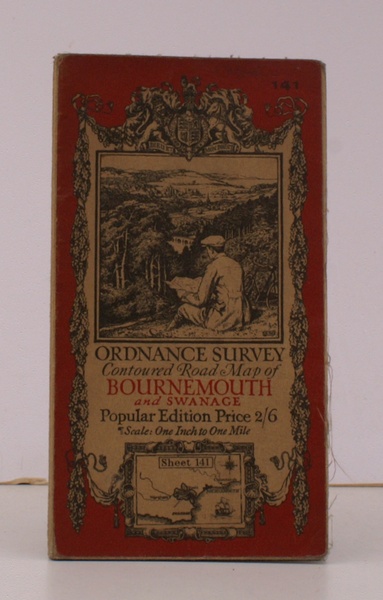 141
ORDNANCE SURVEY
Contoured Road Map of
BOURNEMOUTH
and SWANAGE
Popular Edition Price 2/6
Scale: One Inch to One Mile
Sheet 141